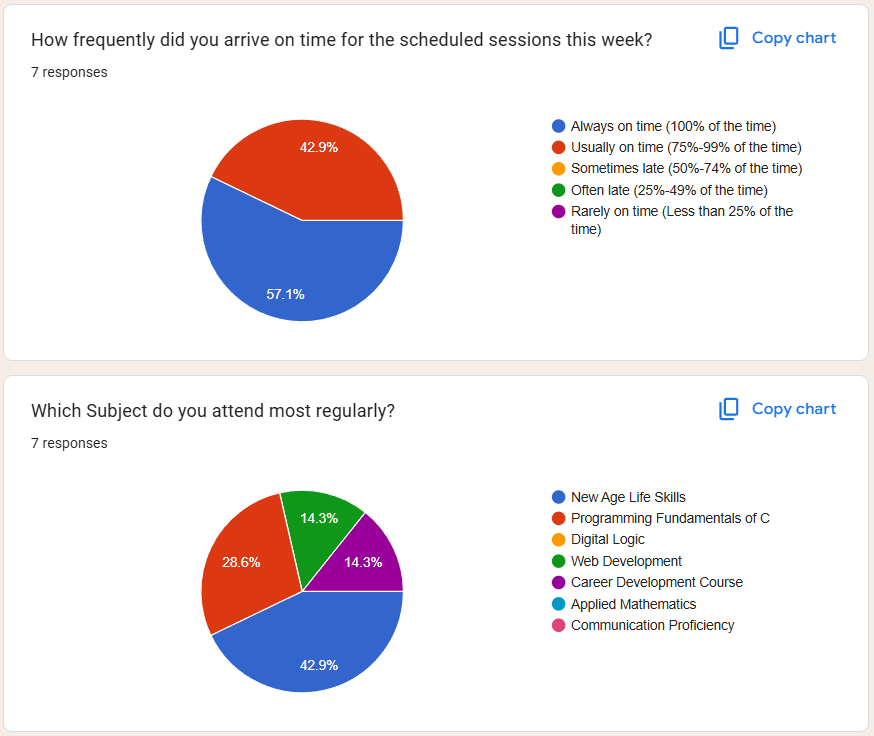 How frequently did you arrive on time for the scheduled sessions this week?
Copy chart
7 responses
42.9%
57.1%
Always on time (100% of the time)
Usually on time (75%-99% of the time)
Sometimes late (50%-74% of the time)
Often late (25%-49% of the time)
Rarely on time (Less than 25% of the
time)
Which Subject do you attend most regularly?
Copy chart
7 responses
14.3%
28.6%
14.3%
42.9%
New Age Life Skills
Programming Fundamentals of C
Digital Logic
Web Development
Career Development Course
Applied Mathematics
Communication Proficiency